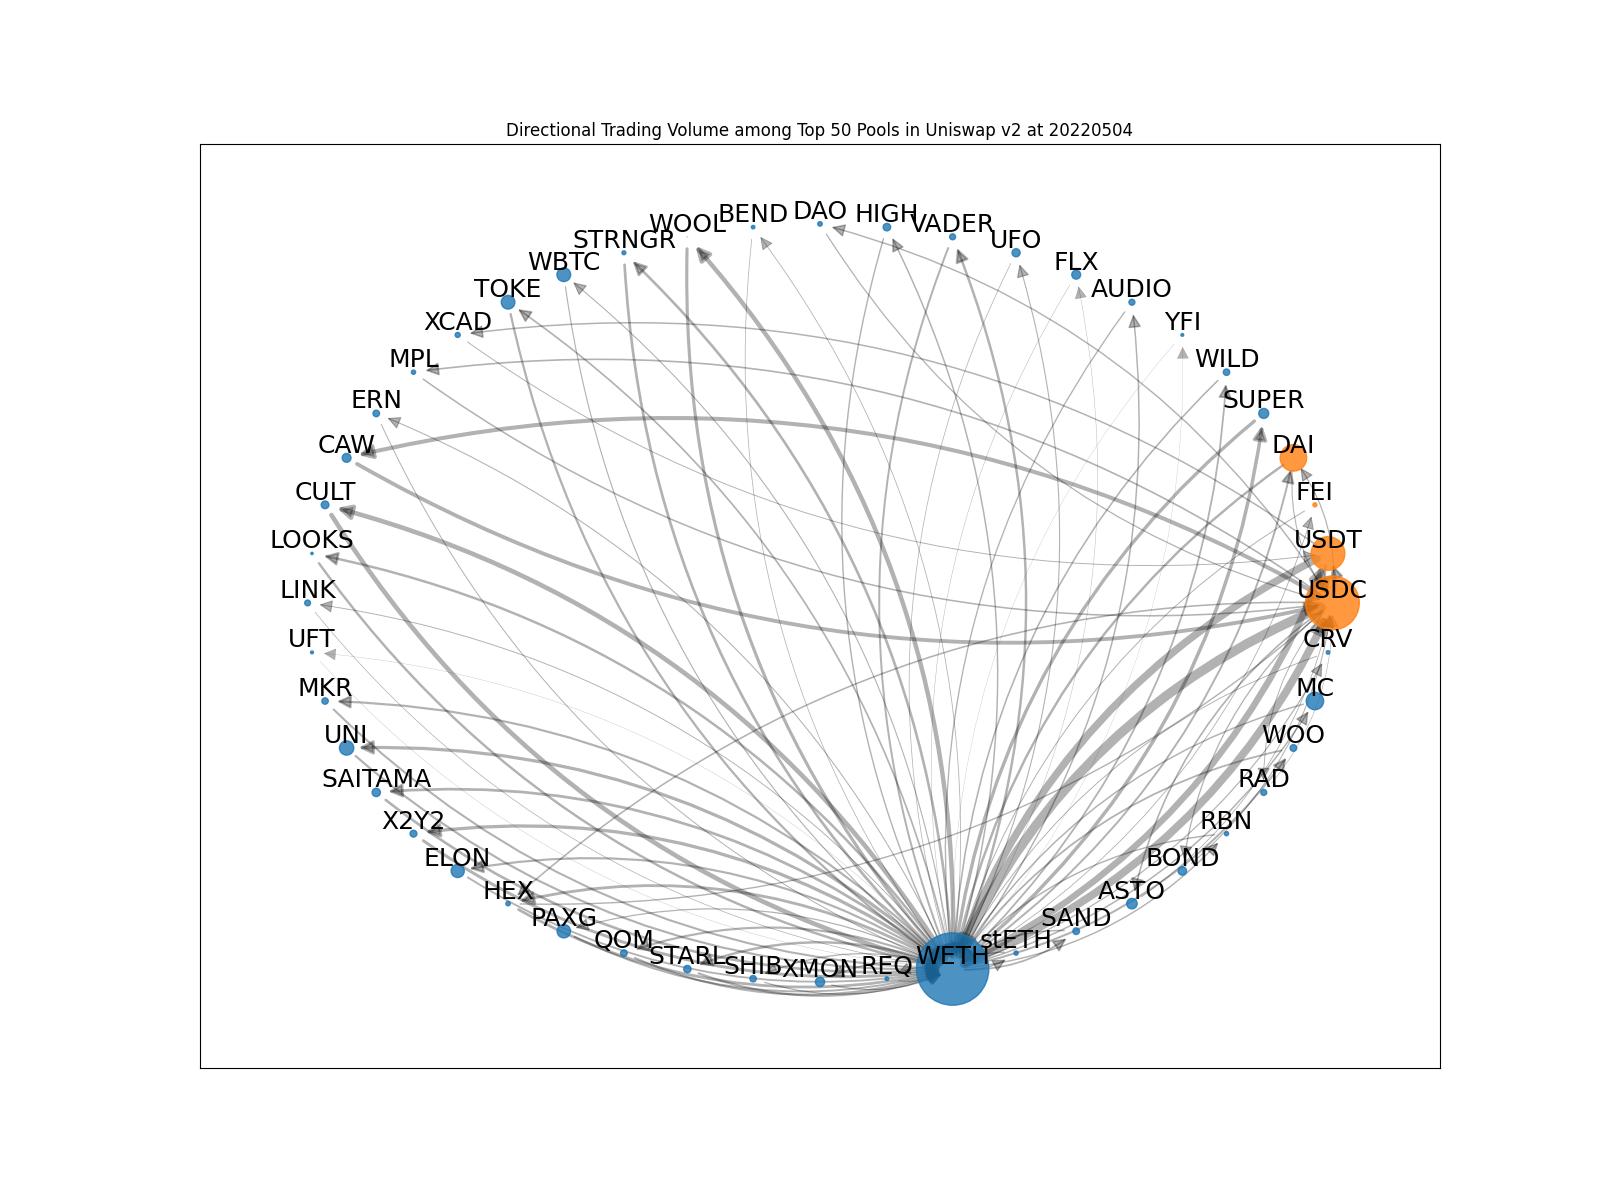 Directional Trading Volume among Top 50 Pools in Uniswap v2 at 20220504
BEND
DAO
HIGH
WOOL
VADER
STRNGR
UFO
WBTC
FLX
TOKE
AUDIO
XCAD
YFI
MPL
WILD
ERN
SUPER
CAW
DAI
CULT
FEI
LOOKS
USDT
LINK
USDC
UFT
CRV
MKR
MC
UNI
WOO
SAITAMA
RAD
X2Y2
RBN
ELON
BOND
HEX
ASTO
PAXG
SAND
QOM
stETH
STARL
WETH
SHIB
XMON
REQ